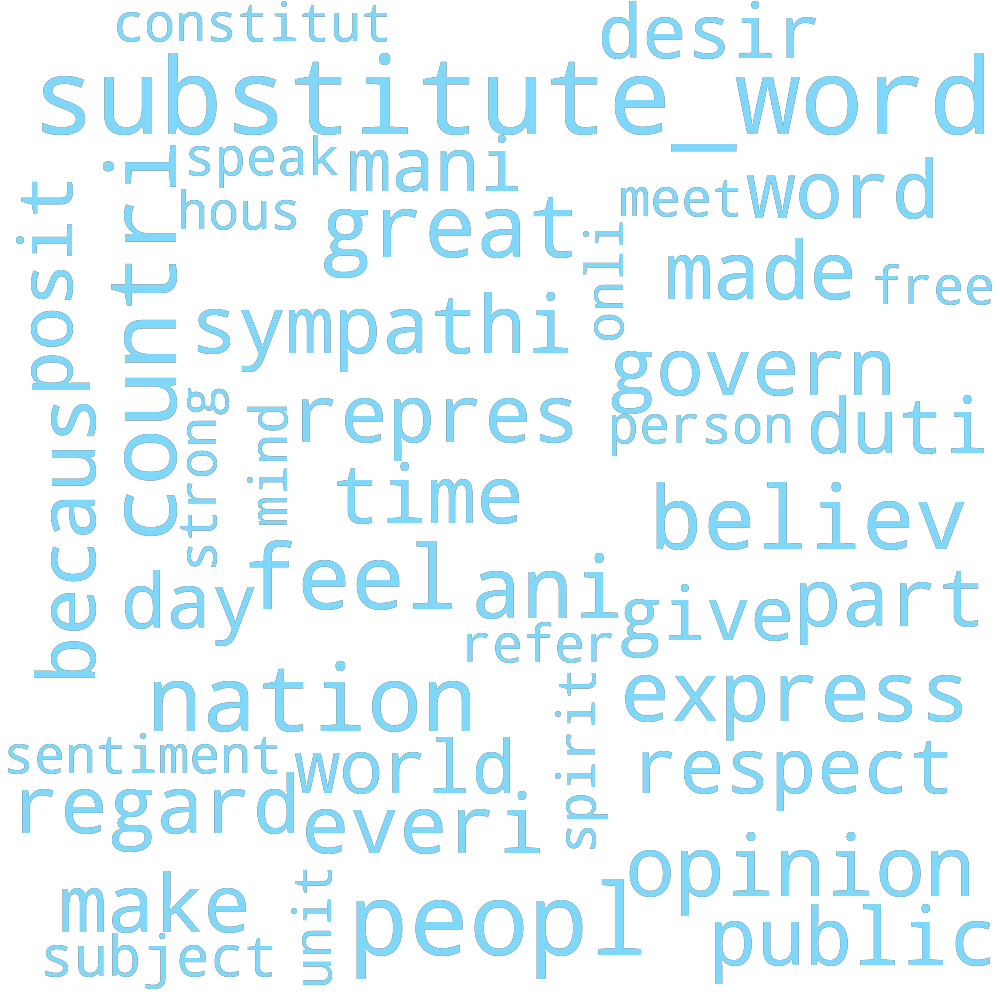 constitut
desir
substitute_word
speak
mani
hous
great
meet
word
posit
countri
onli
made
free
sympathi
govern
becaus
strong
mind
repres
person
duti
time
believ
day
feel
ani
give
part
refer
nation
spirit
express
sentiment
world
respect
regard
everi
opinion
make
unit
peopl
public
subject